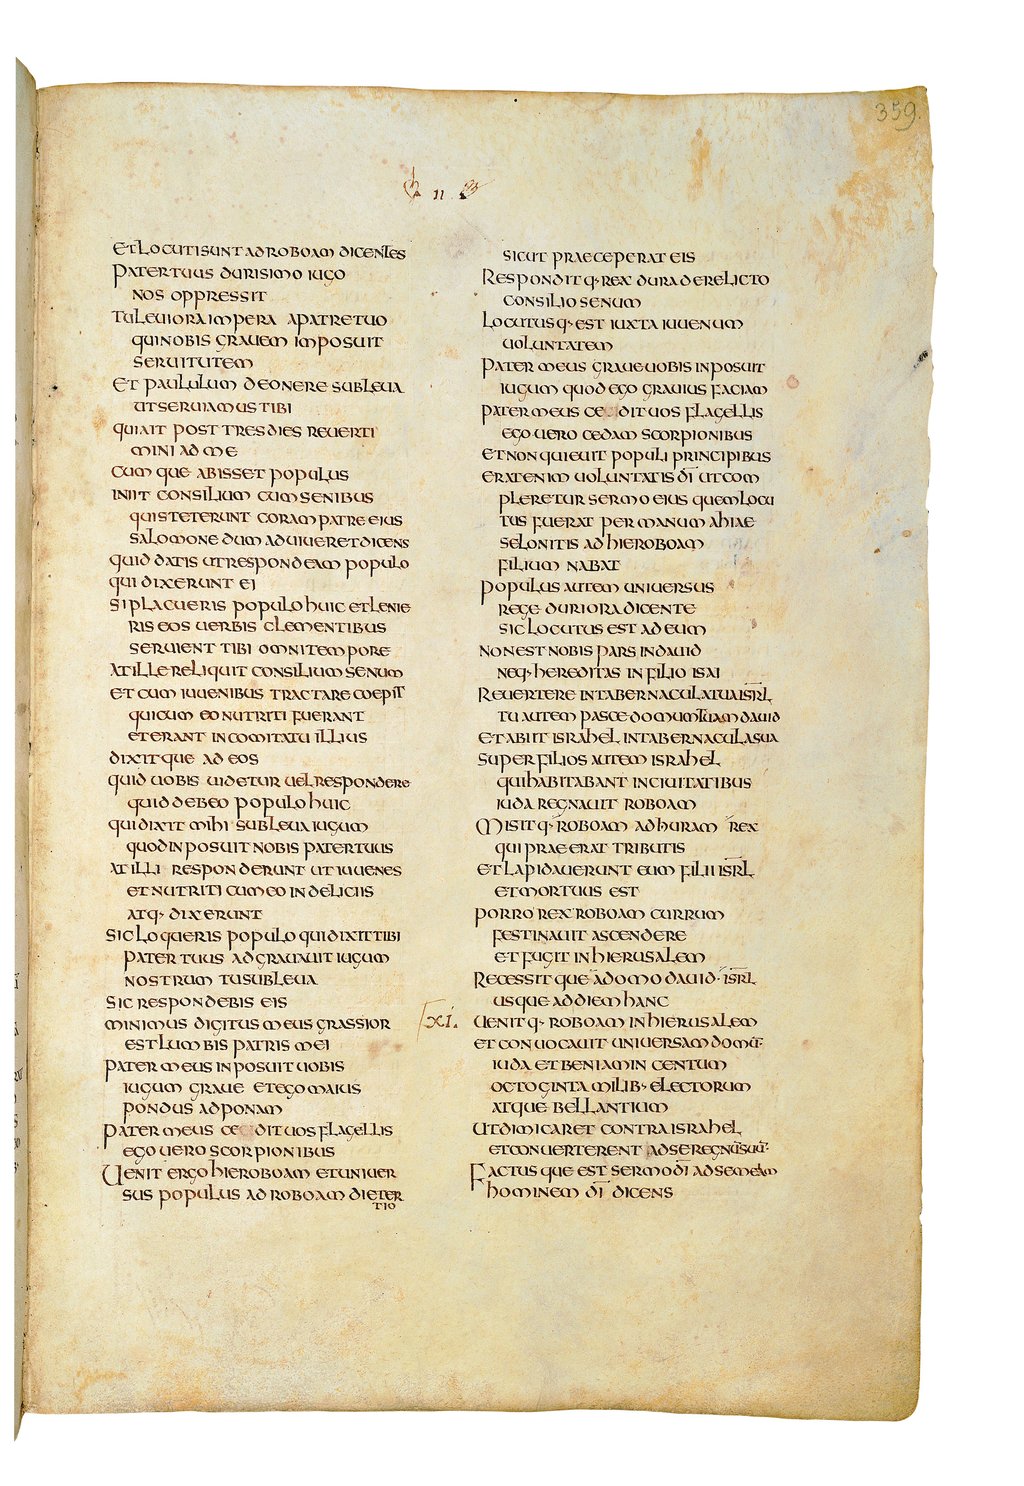 359.
II
ET LOCUTI SUNT AD ROBOAM DICENTES
PATER TUUS DURISIMO IUGO
NOS OPPRESSIT
TU LEUIORA IMPERA A PATRE TUO
QUI NOBIS GRAUEM IMPOSUIT
SERUITUTEM
ET PAULULUM DE ONERE SUBLEUA
UT SERUIAMUS TIBI
QUI AIT POST TRES DIES REUERTI
MINI AD ME
CUMQUE ABISSET POPULUS
INIIT CONSILIUM CUM SENIBUS
QUI STETERUNT CORAM PATRE EIUS
SALOMONE DUM ADUIUERET DICENS
QUID DATIS UT RESPONDEAM POPULO
QUI DIXERUNT EI
SI PLACUERIS POPULO HUIC ET LENIE
RIS EOS UERBIS CLEMENTIBUS
SERUIENT TIBI OMNI TEMPORE
AT ILLE RELIQUIT CONSILIUM SENUM
ET CUM IUUENIBUS TRACTARE COEPIT
QUI CUM EO NUTRITI FUERANT
ET ERANT IN COMITATU ILLIUS
DIXITQUE AD EOS
QUID UOBIS UIDETUR UEL RESPONDERE
QUID DEBEO POPULO HUIC
QUI DIXIT MIHI SUBLEUA IUGUM
QUOD INPOSUIT NOBIS PATER TUUS
AT ILLI RESPONDERUNT UT IUUENES
ET NUTRITI CUM EO IN DELICIIS
ATQ· DIXERUNT
SIC LOQUERIS POPULO QUI DIXIT TIBI
PATER TUUS ADGRAUAUIT IUGUM
NOSTRUM TU SUBLEUA
SIC RESPONDEBIS EIS
MINIMUS DIGITUS MEUS GRASSIOR
EST LUMBIS PATRIS MEI
PATER MEUS INPOSUIT UOBIS
IUGUM GRAUE ET EGO MAIUS
PONDUS ADPONAM
PATER MEUS CE DIT UOS FLAGELLIS
EGO UERO SCORPIONIBUS
UENIT ERGO HIEROBOAM ET UNIUER
SUS POPULUS AD ROBOAM DIE TER
TIO
SICUT PRAECEPERAT EIS
RESPONDITQ· REX DURA DERELICTO
CONSILIO SENUM
LOCUTUSQ· EST IUXTA IUUENUM
UOLUNTATEM
PATER MEUS GRAUE UOBIS INPOSUIT
IUGUM QUOD EGO GRAUIUS FACIAM
PATER MEUS CE DIT UOS FLAGELLIS
EGO UERO CEDAM SCORPIONIBUS
ET NON QUIEUIT POPULI PRINCIPIBUS
ERAT ENIM UOLUNTATIS DĪ UT COM
PLERETUR SERMO EIUS QUEM LOCU
TUS FUERAT PER MANUM AHIAE
SELONITIS AD HIEROBOAM
FILIUM NABAT
POPULUS AUTEM UNIUERSUS
REGE DURIORA DICENTE
SIC LOCUTUS EST AD EUM
NON EST NOBIS PARS IN DAUID
NEQ· HEREDITAS IN FILIO ISAI
REUERTERE IN TABERNACULA TUA ISRL̄
TU AUTEM PASCE DOMUM TUAM DAUID
ET ABIIT ISRAHEL IN TABERNACULA SUA
SUPER FILIOS AUTEM ISRAHEL
QUI HABITABANT IN CIUITATIBUS
IUDA REGNAUIT ROBOAM
MISITQ· ROBOAM ADHURAM REX
QUI PRAEERAT TRIBUTIS
ET LAPIDAUERUNT EUM FILII ISRL̄
ET MORTUUS EST
PORRO REX ROBOAM CURRUM
FESTINAUIT ASCENDERE
ET FUGIT IN HIERUSALEM
RECESSITQUE A DOMO DAUID· ISRL̄
USQUE AD DIEM HANC
XI. UENITQ· ROBOAM IN HIERUSALEM
ET CONUOCAUIT UNIUERSAM DOMŪ
IUDA ET BENIAMIN CENTUM
OCTOGINTA MILIB· ELECTORUM
ATQUE BELLANTIUM
UT DIMICARET CONTRA ISRAHEL
ET CONUERTERENT AD SE REGNŪ SUŪ
FACTUSQUE EST SERMO DĪ AD SEMEIAM
HOMINEM DĪ DICENS